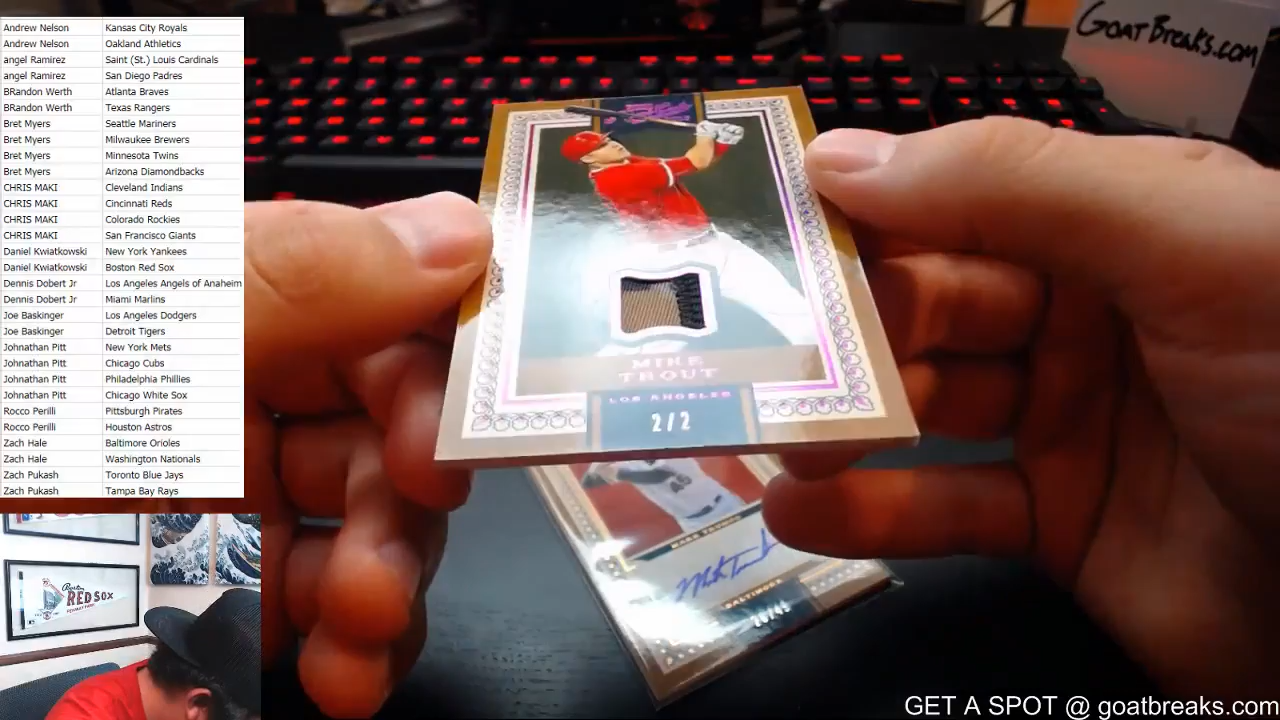 Andrew Nelson Kansas City Royals
Andrew Nelson Oakland Athletics
angel Ramirez Saint (St.) Louis Cardinals
angel Ramirez San Diego Padres
BRandon Werth Atlanta Braves
BRandon Werth Texas Rangers
Bret Myers Seattle Mariners
Bret Myers Milwaukee Brewers
Bret Myers Minnesota Twins
Bret Myers Arizona Diamondbacks
CHRIS MAKI Cleveland Indians
CHRIS MAKI Cincinnati Reds
CHRIS MAKI Colorado Rockies
CHRIS MAKI San Francisco Giants
Daniel Kwiatkowski New York Yankees
Daniel Kwiatkowski Boston Red Sox
Dennis Dobert Jr Los Angeles Angels of Anaheim
Dennis Dobert Jr Miami Marlins
Joe Baskinger Los Angeles Dodgers
Joe Baskinger Detroit Tigers
Johnathan Pitt New York Mets
Johnathan Pitt Chicago Cubs
Johnathan Pitt Philadelphia Phillies
Johnathan Pitt Chicago White Sox
Rocco Perilli Pittsburgh Pirates
Rocco Perilli Houston Astros
Zach Hale Baltimore Orioles
Zach Hale Washington Nationals
Zach Pukash Toronto Blue Jays
Zach Pukash Tampa Bay Rays
GOATBREAKS.COM
MIKE
TROUT
LOS ANGELES
2/2
MARK TRUMBO
BALTIMORE
Boston
RED SOX
GET A SPOT @ goatbreaks.com